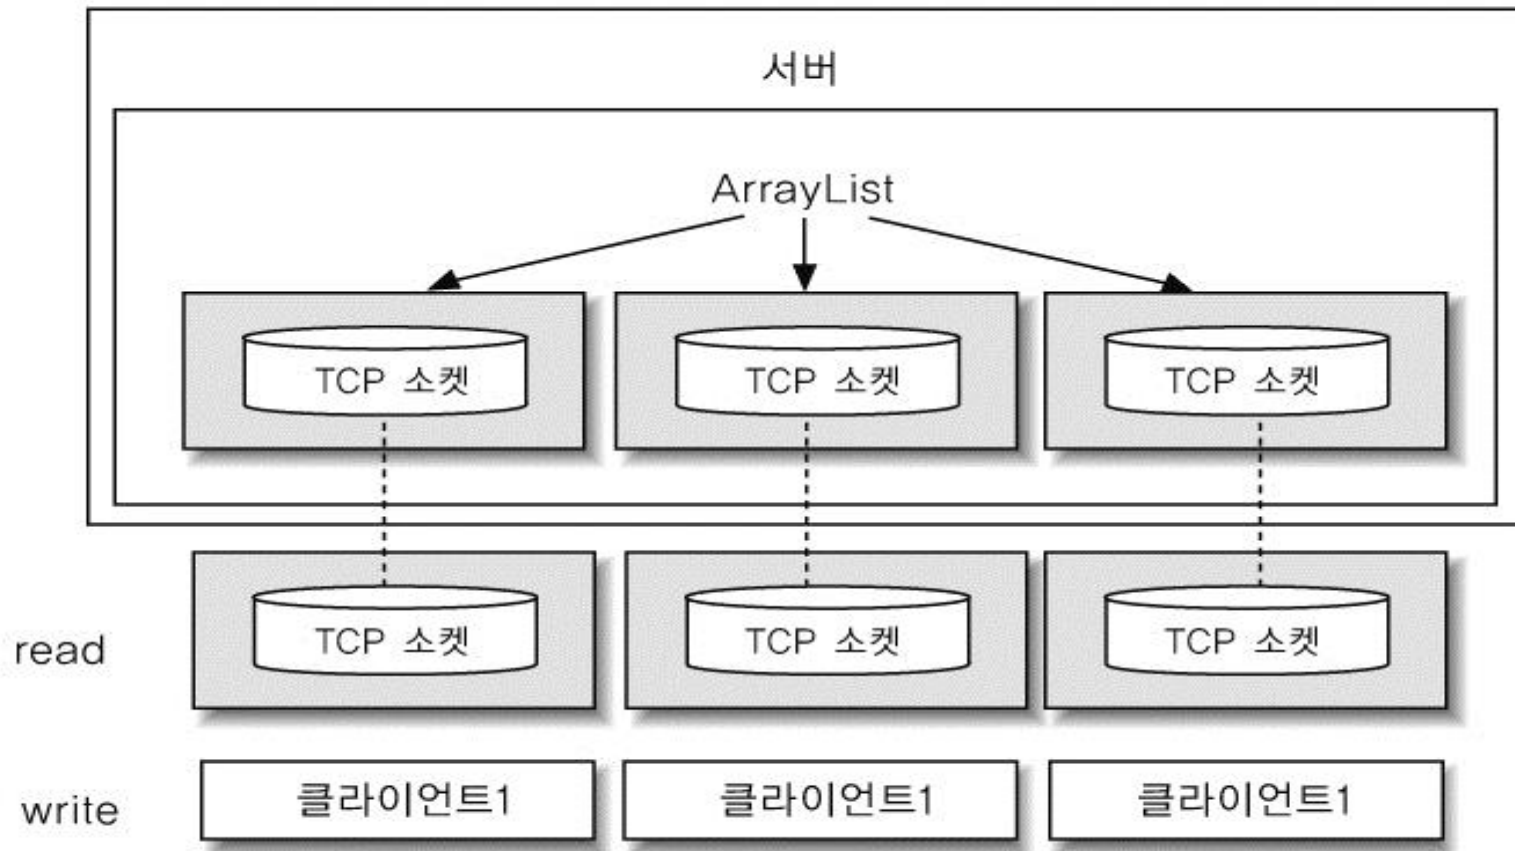 서버
ArrayList
TCP 소켓 TCP 소켓 TCP 소켓
read TCP 소켓 TCP 소켓 TCP 소켓
write 클라이언트1 클라이언트1 클라이언트1